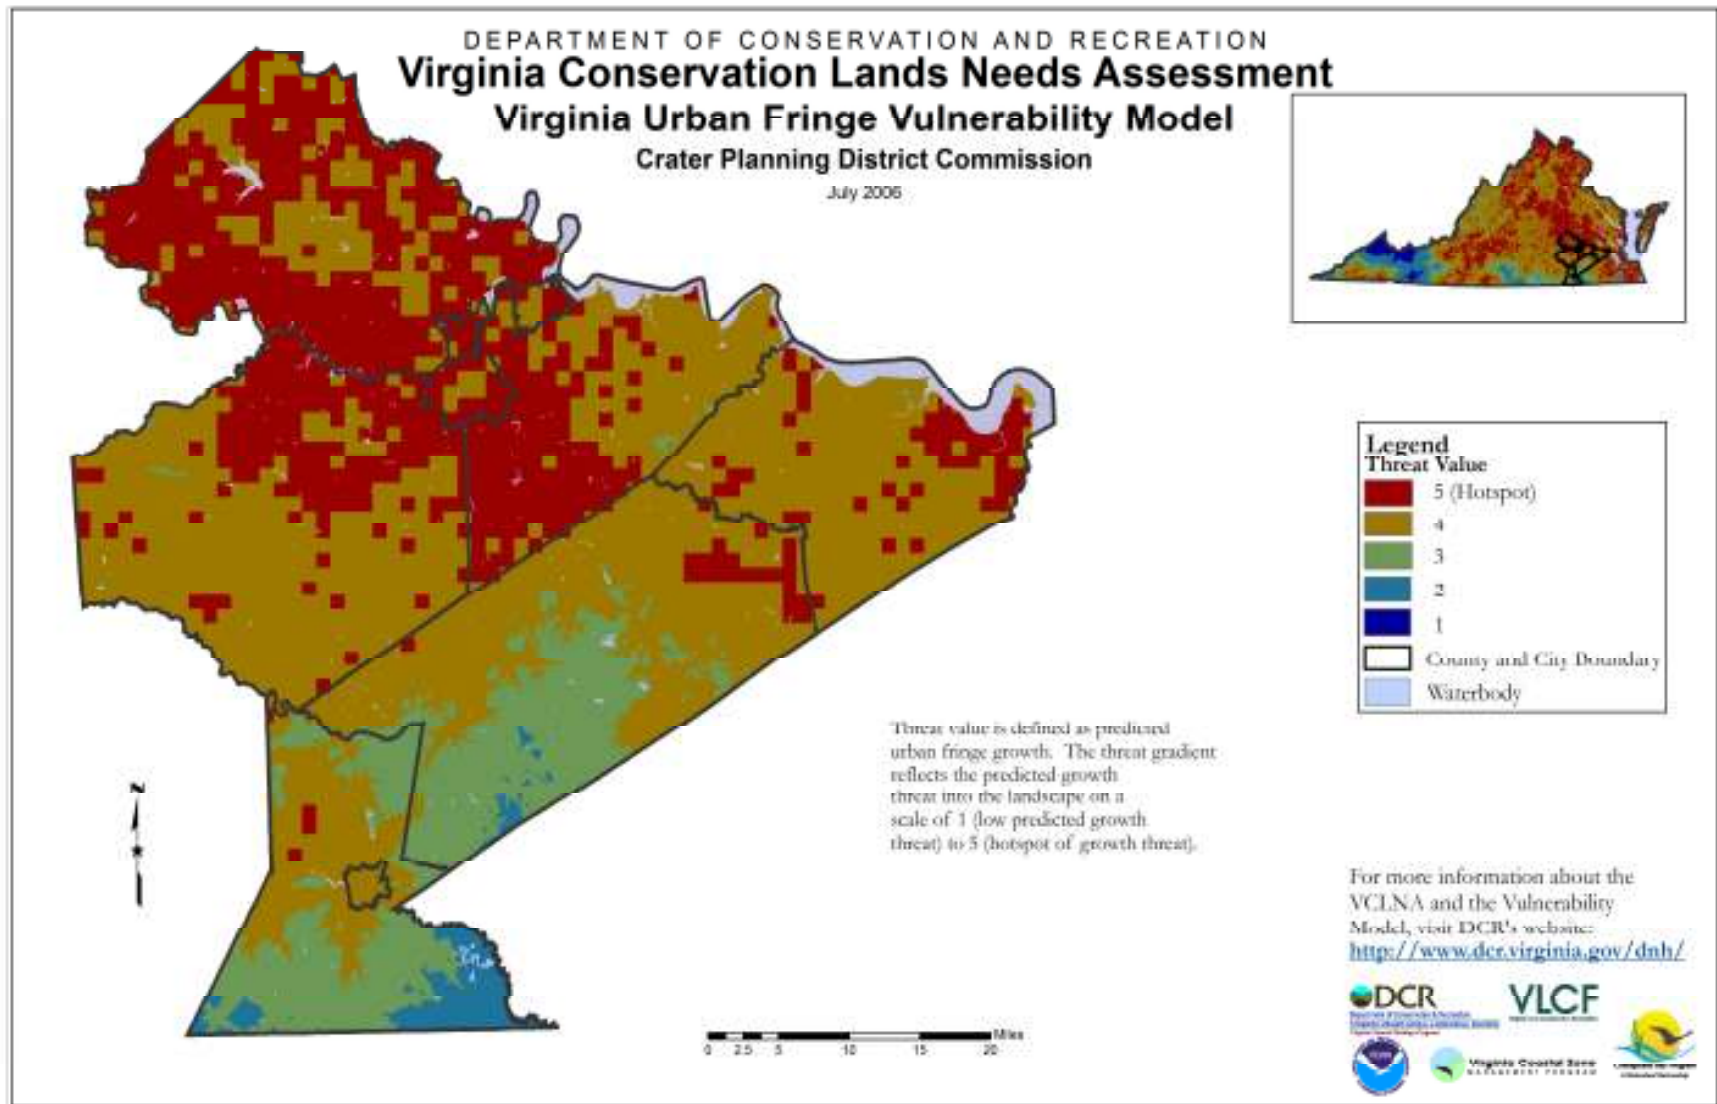 DEPARTMENT OF CONSERVATION AND RECREATION
Virginia Conservation Lands Needs Assessment
Virginia Urban Fringe Vulnerability Model
Crater Planning District Commission
July 2006
Legend
Threat Value
5 (Hotspot)
4
3
2
1
County and City Boundary
Waterbody
Threat value is defined as predicted
urban fringe growth. The threat gradient
reflects the predicted growth
threat into the landscape on a
scale of 1 (low predicted growth
threat) to 5 (hotspot of growth threat).
N
For more information about the
VCLNA and the Vulnerability
Model, visit DCR's website:
http://www.dcr.virginia.gov/dnh/
DCR
VLCF
Virginia Coastal Zone
MANAGEMENT PROGRAM
0 2.5 5 10 15 20
Miles